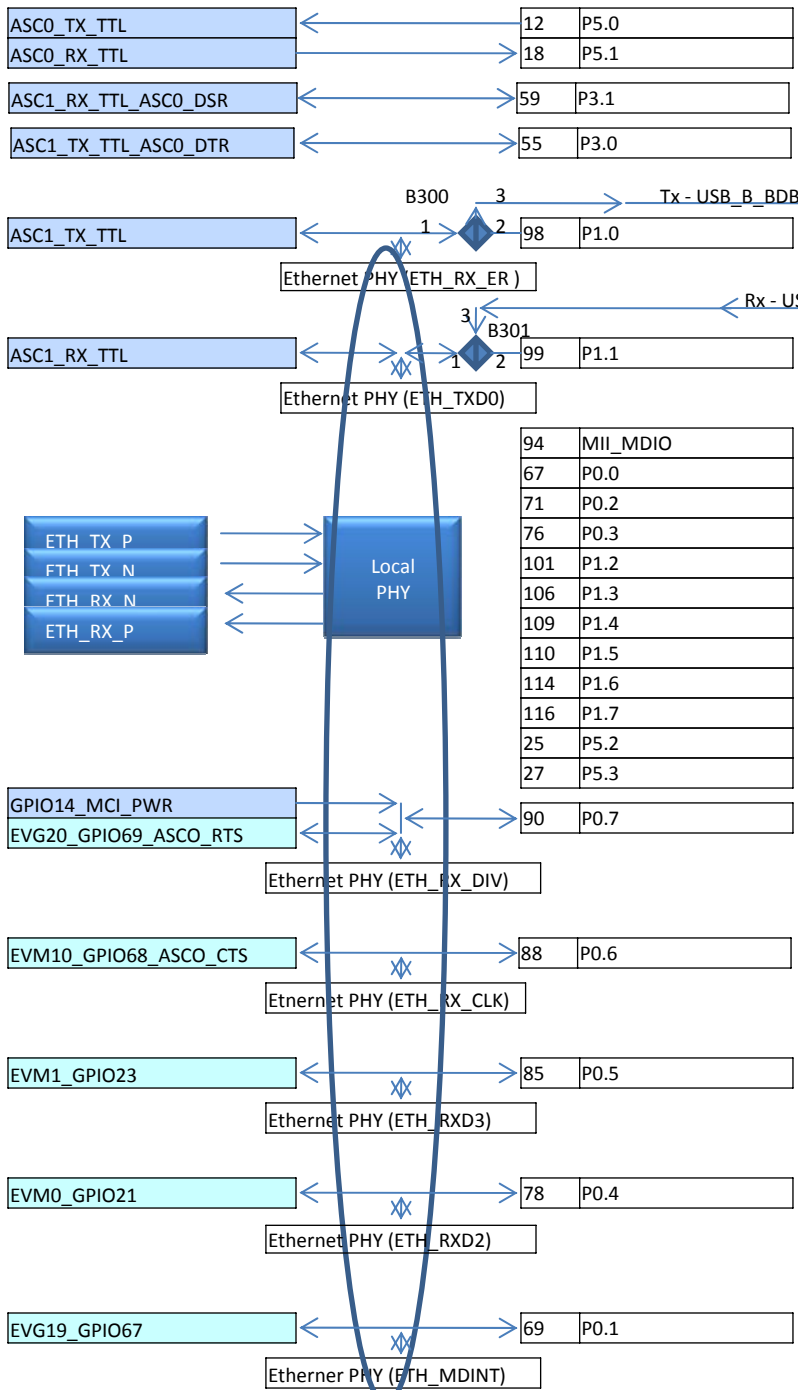 ASC0_TX_TTL 12 P5.0
ASC0_RX_TTL 18 P5.1
ASC1_RX_TTL_ASC0_DSR 59 P3.1
ASC1_TX_TTL_ASC0_DTR 55 P3.0
B300 3 Tx - USB_B_BDB
ASC1_TX_TTL 1 2 98 P1.0
Ethernet PHY (ETH_RX_ER )
3 Rx - US
B301
ASC1_RX_TTL 1 2 99 P1.1
Ethernet PHY (ETH_TXD0)
94 MII_MDIO
67 P0.0
71 P0.2
76 P0.3
101 P1.2
106 P1.3
109 P1.4
110 P1.5
114 P1.6
116 P1.7
25 P5.2
27 P5.3
ETH_TX_P
ETH_TX_N
ETH_RX_N
ETH_RX_P
Local
PHY
GPIO14_MCI_PWR
EVG20_GPIO69_ASCO_RTS
90 P0.7
Ethernet PHY (ETH_RX_DIV)
EVM10_GPIO68_ASCO_CTS 88 P0.6
Etnernet PHY (ETH_RX_CLK)
EVM1_GPIO23 85 P0.5
Ethernet PHY (ETH_RXD3)
EVM0_GPIO21 78 P0.4
Ethernet PHY (ETH_RXD2)
EVG19_GPIO67 69 P0.1
Etherner PHY (ETH_MDINT)